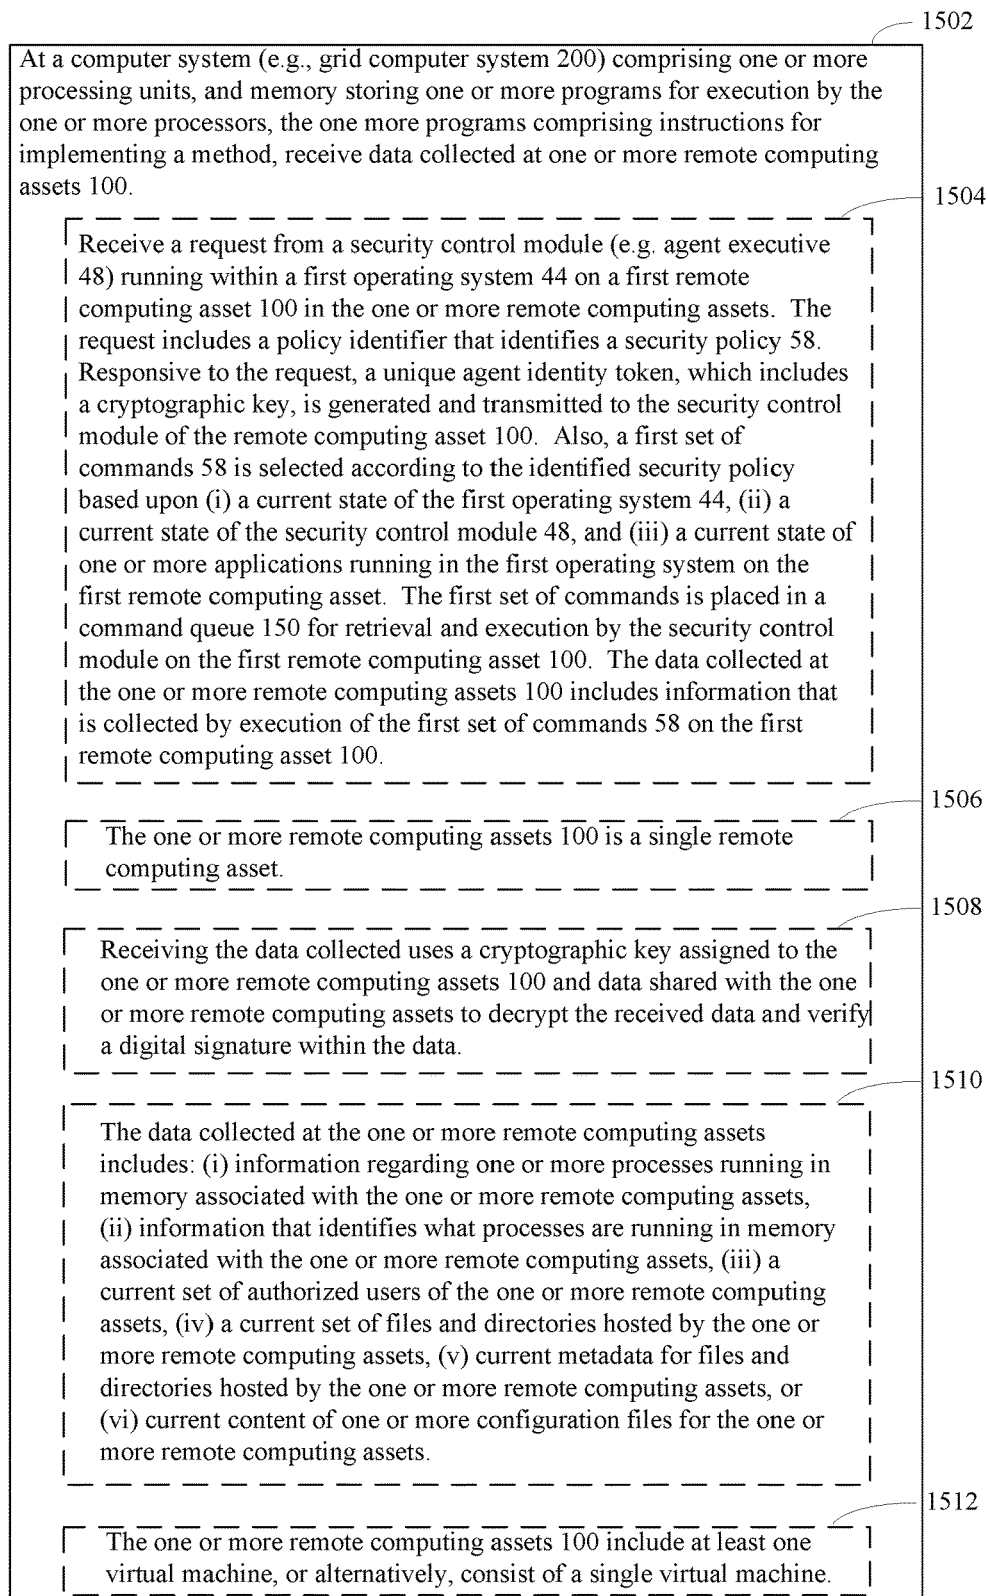 1502
At a computer system (e.g., grid computer system 200) comprising one or more
processing units, and memory storing one or more programs for execution by the
one or more processors, the one more programs comprising instructions for
implementing a method, receive data collected at one or more remote computing
assets 100.
1504
Receive a request from a security control module (e.g. agent executive
48) running within a first operating system 44 on a first remote
computing asset 100 in the one or more remote computing assets. The
request includes a policy identifier that identifies a security policy 58.
Responsive to the request, a unique agent identity token, which includes
a cryptographic key, is generated and transmitted to the security control
module of the remote computing asset 100. Also, a first set of
commands 58 is selected according to the identified security policy
based upon (i) a current state of the first operating system 44, (ii) a
current state of the security control module 48, and (iii) a current state of
one or more applications running in the first operating system on the
first remote computing asset. The first set of commands is placed in a
command queue 150 for retrieval and execution by the security control
module on the first remote computing asset 100. The data collected at
the one or more remote computing assets 100 includes information that
is collected by execution of the first set of commands 58 on the first
remote computing asset 100.
1506
The one or more remote computing assets 100 is a single remote
computing asset.
1508
Receiving the data collected uses a cryptographic key assigned to the
one or more remote computing assets 100 and data shared with the one
or more remote computing assets to decrypt the received data and verify
a digital signature within the data.
1510
The data collected at the one or more remote computing assets
includes: (i) information regarding one or more processes running in
memory associated with the one or more remote computing assets,
(ii) information that identifies what processes are running in memory
associated with the one or more remote computing assets, (iii) a
current set of authorized users of the one or more remote computing
assets, (iv) a current set of files and directories hosted by the one or
more remote computing assets, (v) current metadata for files and
directories hosted by the one or more remote computing assets, or
(vi) current content of one or more configuration files for the one or
more remote computing assets.
1512
The one or more remote computing assets 100 include at least one
virtual machine, or alternatively, consist of a single virtual machine.